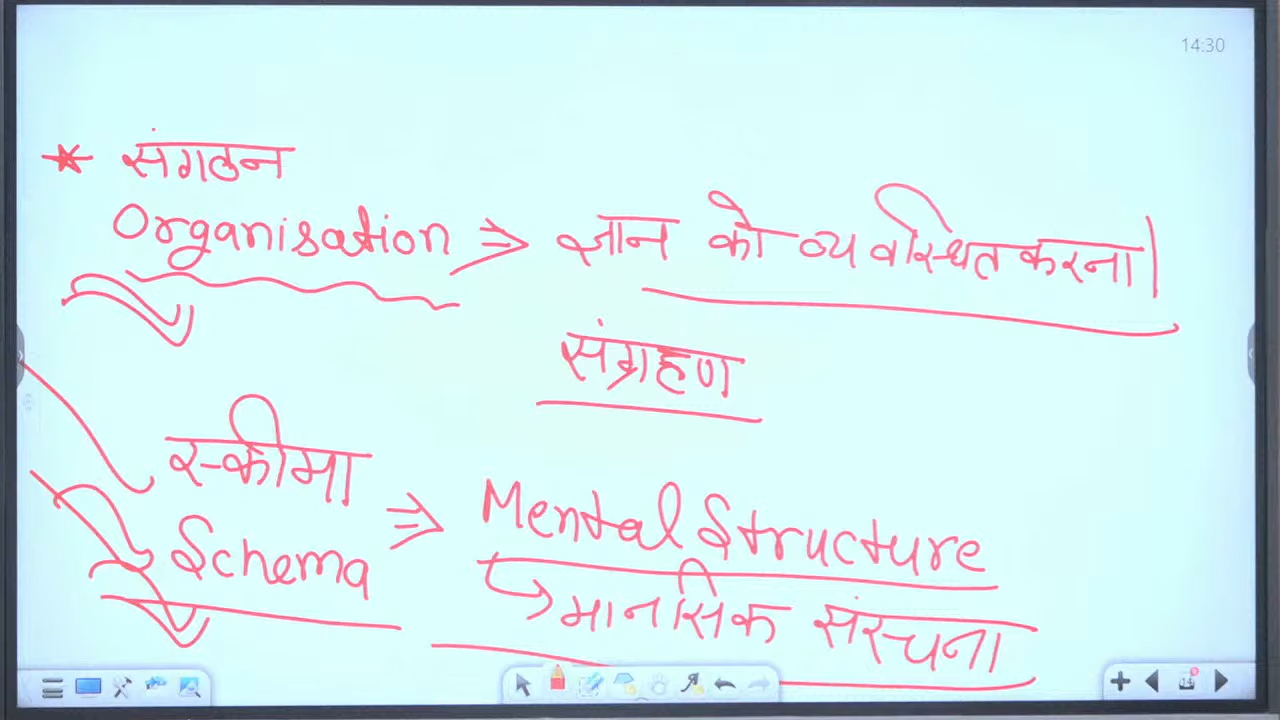 14:30
* संगठन
Organisation ⇒ ज्ञान को व्यवस्थित करना।
संग्रहण
स्कीमा
Schema ⇒ Mental Structure
↳ मानसिक संरचना